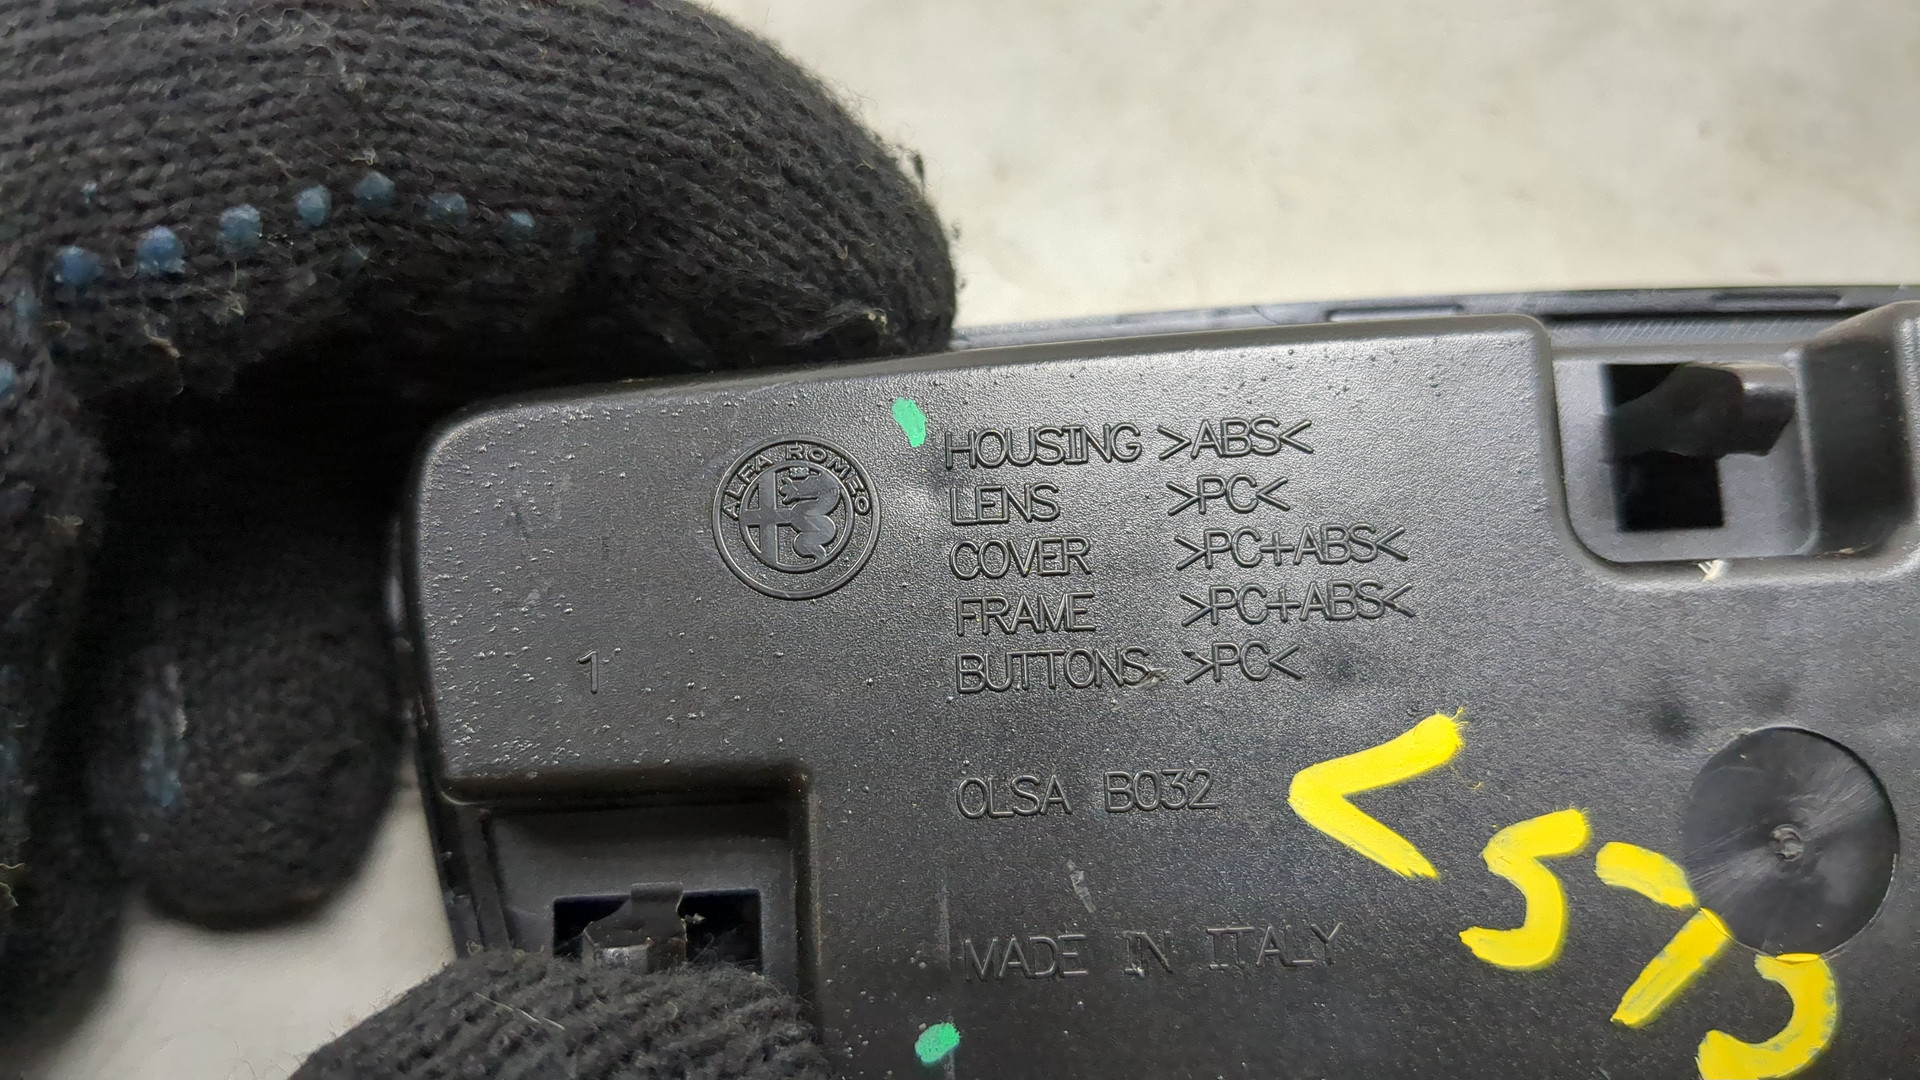 ALFA ROMEO
HOUSING >ABS<
LENS >PC<
COVER >PC+ABS<
FRAME >PC+ABS<
BUTTONS >PC<
1
OLSA B032
MADE IN ITALY